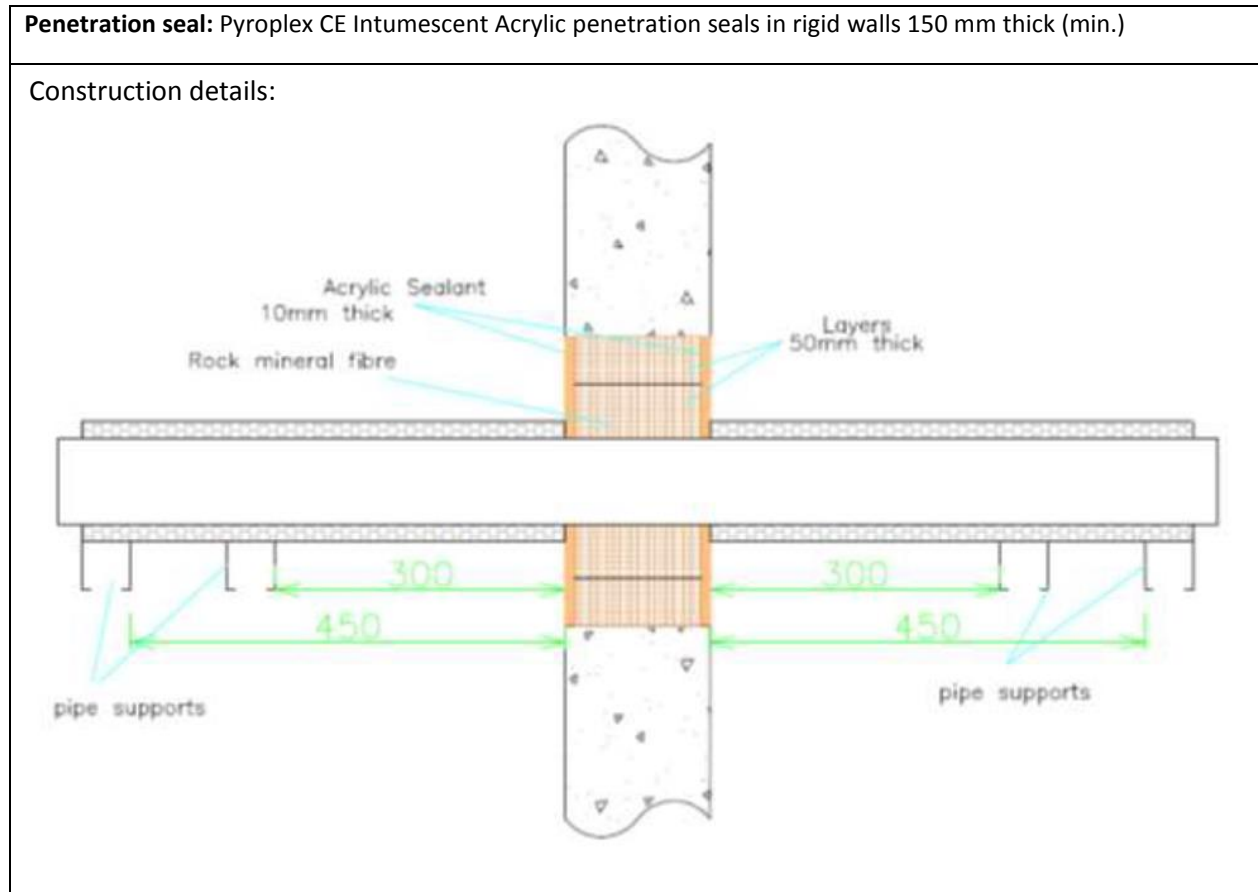 Penetration seal: Pyroplex CE Intumescent Acrylic penetration seals in rigid walls 150 mm thick (min.)
Construction details:
Acrylic Sealant
10mm thick
Rock mineral fibre
Layers
50mm thick
300
300
450
450
pipe supports
pipe supports